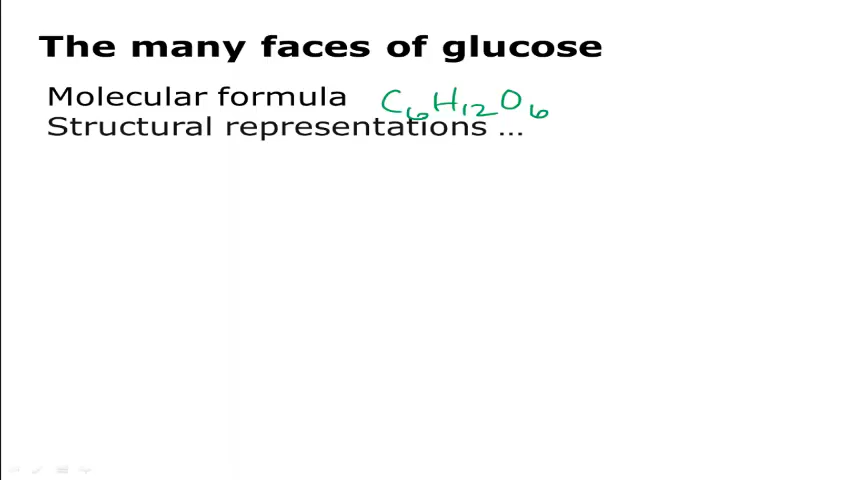 The many faces of glucose
Molecular formula C₆H₁₂O₆
Structural representations ...